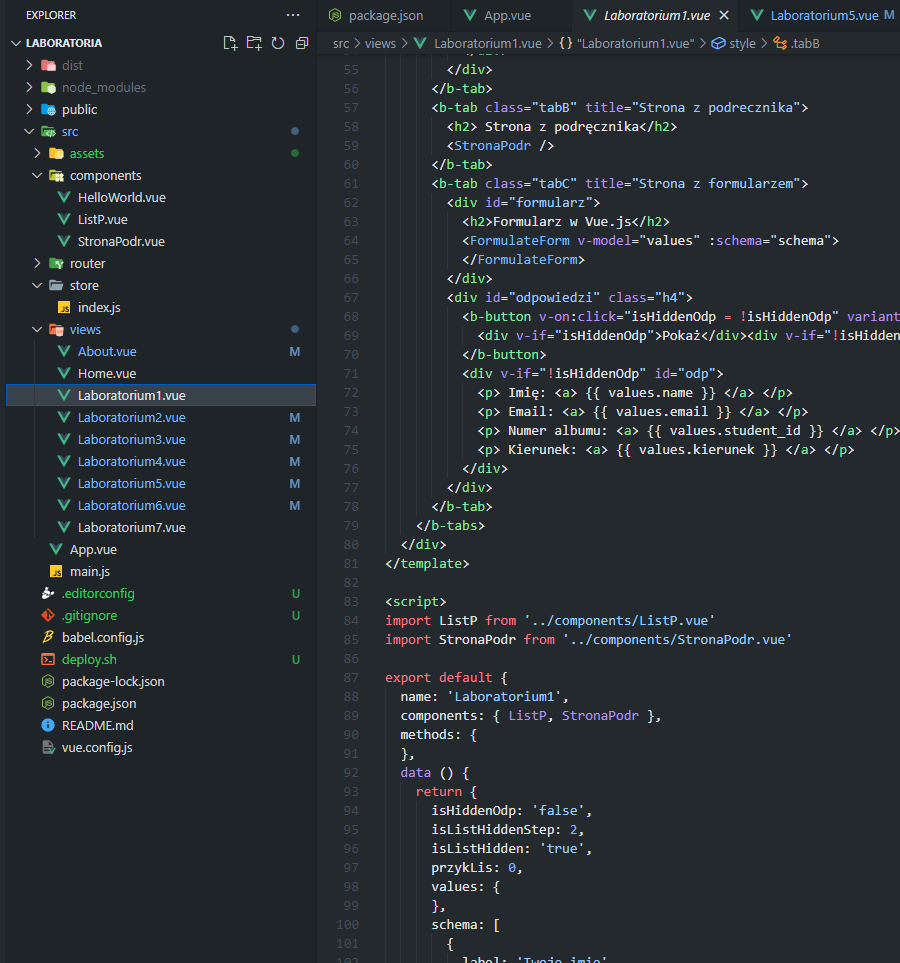 EXPLORER
LABORATORIA
dist
node_modules
public
src
assets
components
HelloWorld.vue
ListP.vue
StronaPodr.vue
router
store
index.js
views
About.vue M
Home.vue
Laboratorium1.vue
Laboratorium2.vue M
Laboratorium3.vue M
Laboratorium4.vue M
Laboratorium5.vue M
Laboratorium6.vue M
Laboratorium7.vue
App.vue
main.js
.editorconfig U
.gitignore U
babel.config.js
deploy.sh U
package-lock.json
package.json
README.md
vue.config.js
package.json App.vue Laboratorium1.vue Laboratorium5.vue M
src > views > Laboratorium1.vue > {} "Laboratorium1.vue" > style > .tabB
55 </div>
56 </b-tab>
57 <b-tab class="tabB" title="Strona z podrecznika">
58 <h2> Strona z podręcznika</h2>
59 <StronaPodr />
60 </b-tab>
61 <b-tab class="tabC" title="Strona z formularzem">
62 <div id="formularz">
63 <h2>Formularz w Vue.js</h2>
64 <FormulateForm v-model="values" :schema="schema">
65 </FormulateForm>
66 </div>
67 <div id="odpowiedzi" class="h4">
68 <b-button v-on:click="isHiddenOdp = !isHiddenOdp" variant
69 <div v-if="isHiddenOdp">Pokaż</div><div v-if="!isHidden
70 </b-button>
71 <div v-if="!isHiddenOdp" id="odp">
72 <p> Imię: <a> {{ values.name }} </a> </p>
73 <p> Email: <a> {{ values.email }} </a> </p>
74 <p> Numer albumu: <a> {{ values.student_id }} </a> </p>
75 <p> Kierunek: <a> {{ values.kierunek }} </a> </p>
76 </div>
77 </div>
78 </b-tab>
79 </b-tabs>
80 </div>
81 </template>
82
83 <script>
84 import ListP from '../components/ListP.vue'
85 import StronaPodr from '../components/StronaPodr.vue'
86
87 export default {
88 name: 'Laboratorium1',
89 components: { ListP, StronaPodr },
90 methods: {
91 },
92 data () {
93 return {
94 isHiddenOdp: 'false',
95 isListHiddenStep: 2,
96 isListHidden: 'true',
97 przykLis: 0,
98 values: {
99 },
100 schema: [
101 {
102 label: 'Twoje imie'